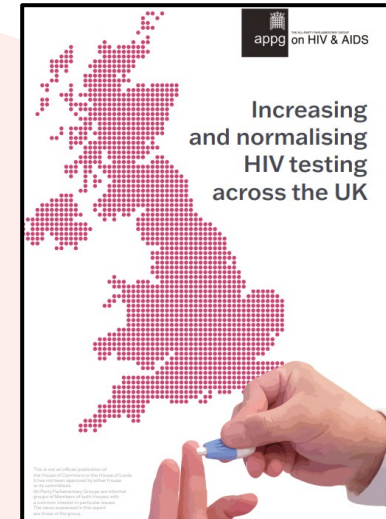 THE ALL-PARTY PARLIAMENTARY GROUP
appg on HIV & AIDS
Increasing
and normalising
HIV testing
across the UK
This is not an official publication of
the House of Commons or the House of Lords.
It has not been approved by either House
or its committees.
All-Party Parliamentary Groups are informal
groups of Members of both Houses with
a common interest in particular issues.
The views expressed in this report
are those of the group.